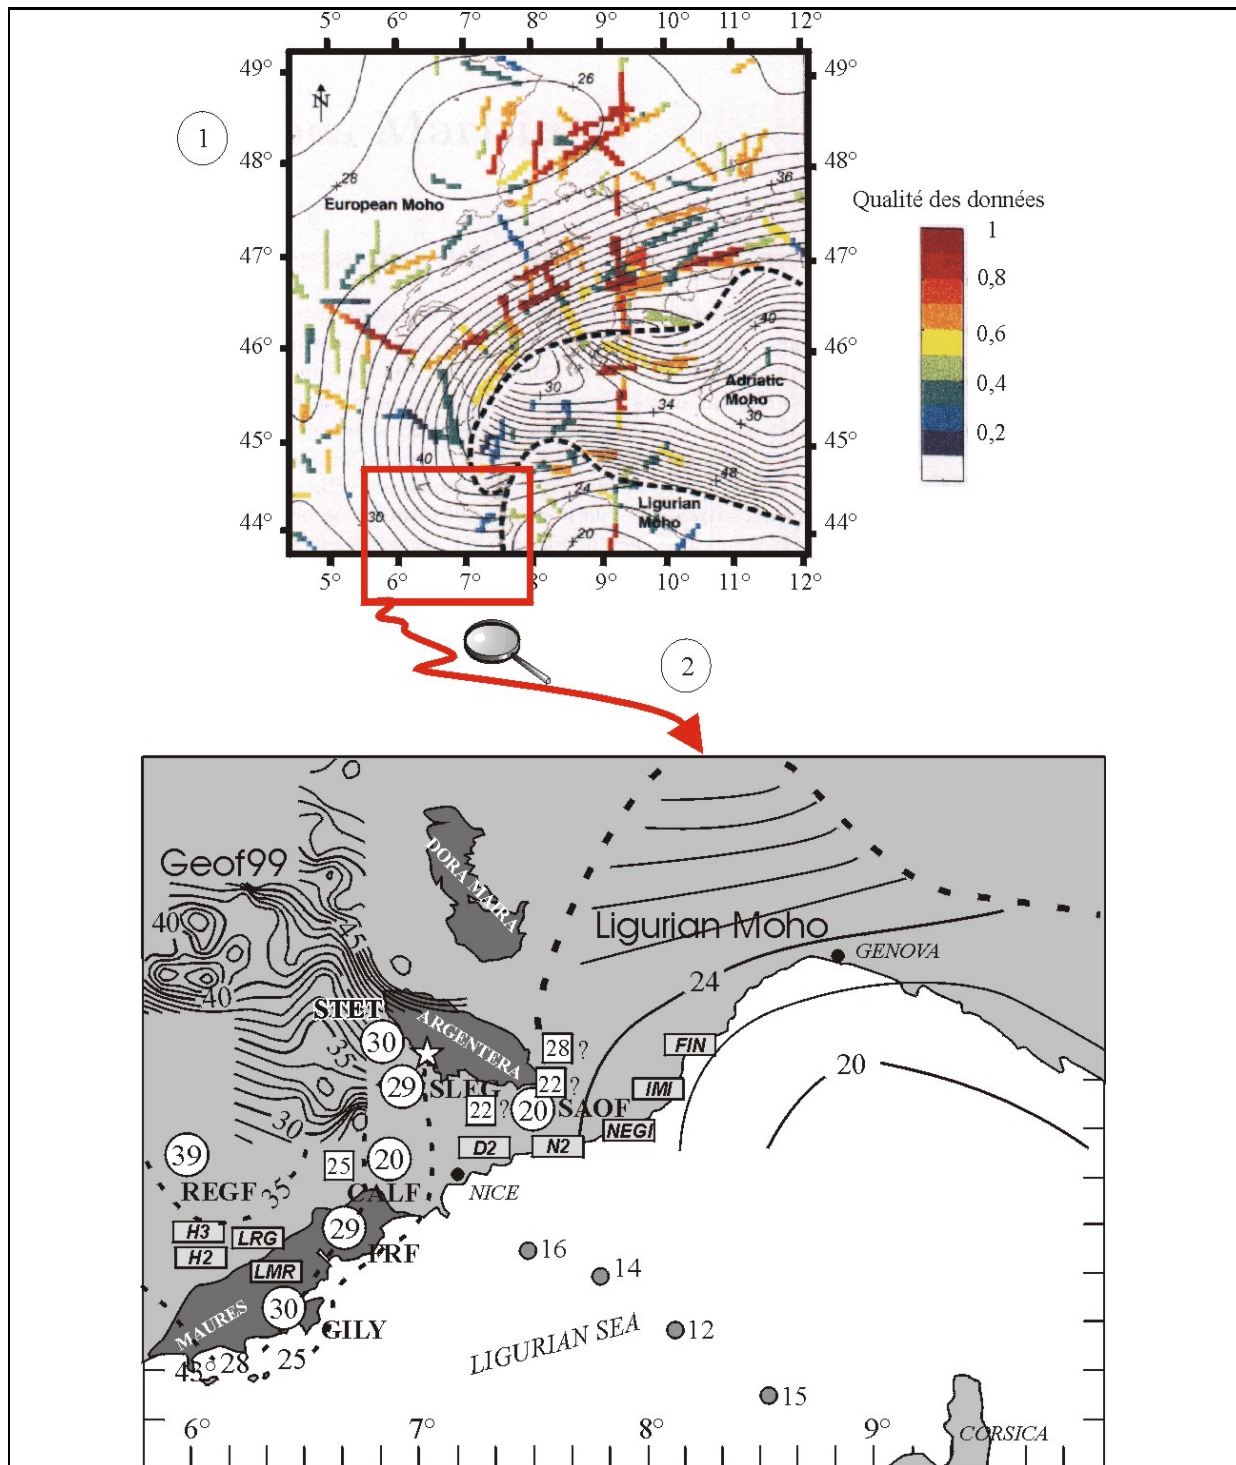 5° 6° 7° 8° 9° 10° 11° 12°
49°
48°
47°
46°
45°
44°
49°
48°
47°
46°
45°
44°
1
N
26
28
36
European Moho
40
30
34
Adriatic
Moho
30
40
48
24
Ligurian
Moho
30
20
5° 6° 7° 8° 9° 10° 11° 12°
Qualité des données
1
0,8
0,6
0,4
0,2
2
Geof99
DORA MAIRA
40
45
Ligurian Moho
GENOVA
40
24
STET
ARGENTERA
30
28 ?
FIN
35
20
29
SLEG
22 ?
IMI
22 ?
20
SAOF
30
NEGI
39
25
20
D2
N2
REGF
35
CALF
NICE
H3
LRG
29
FRF
H2
LMR
16
14
30
MAURES
GILY
12
LIGURIAN SEA
43°
28
25
15
6° 7° 8° 9°
CORSICA